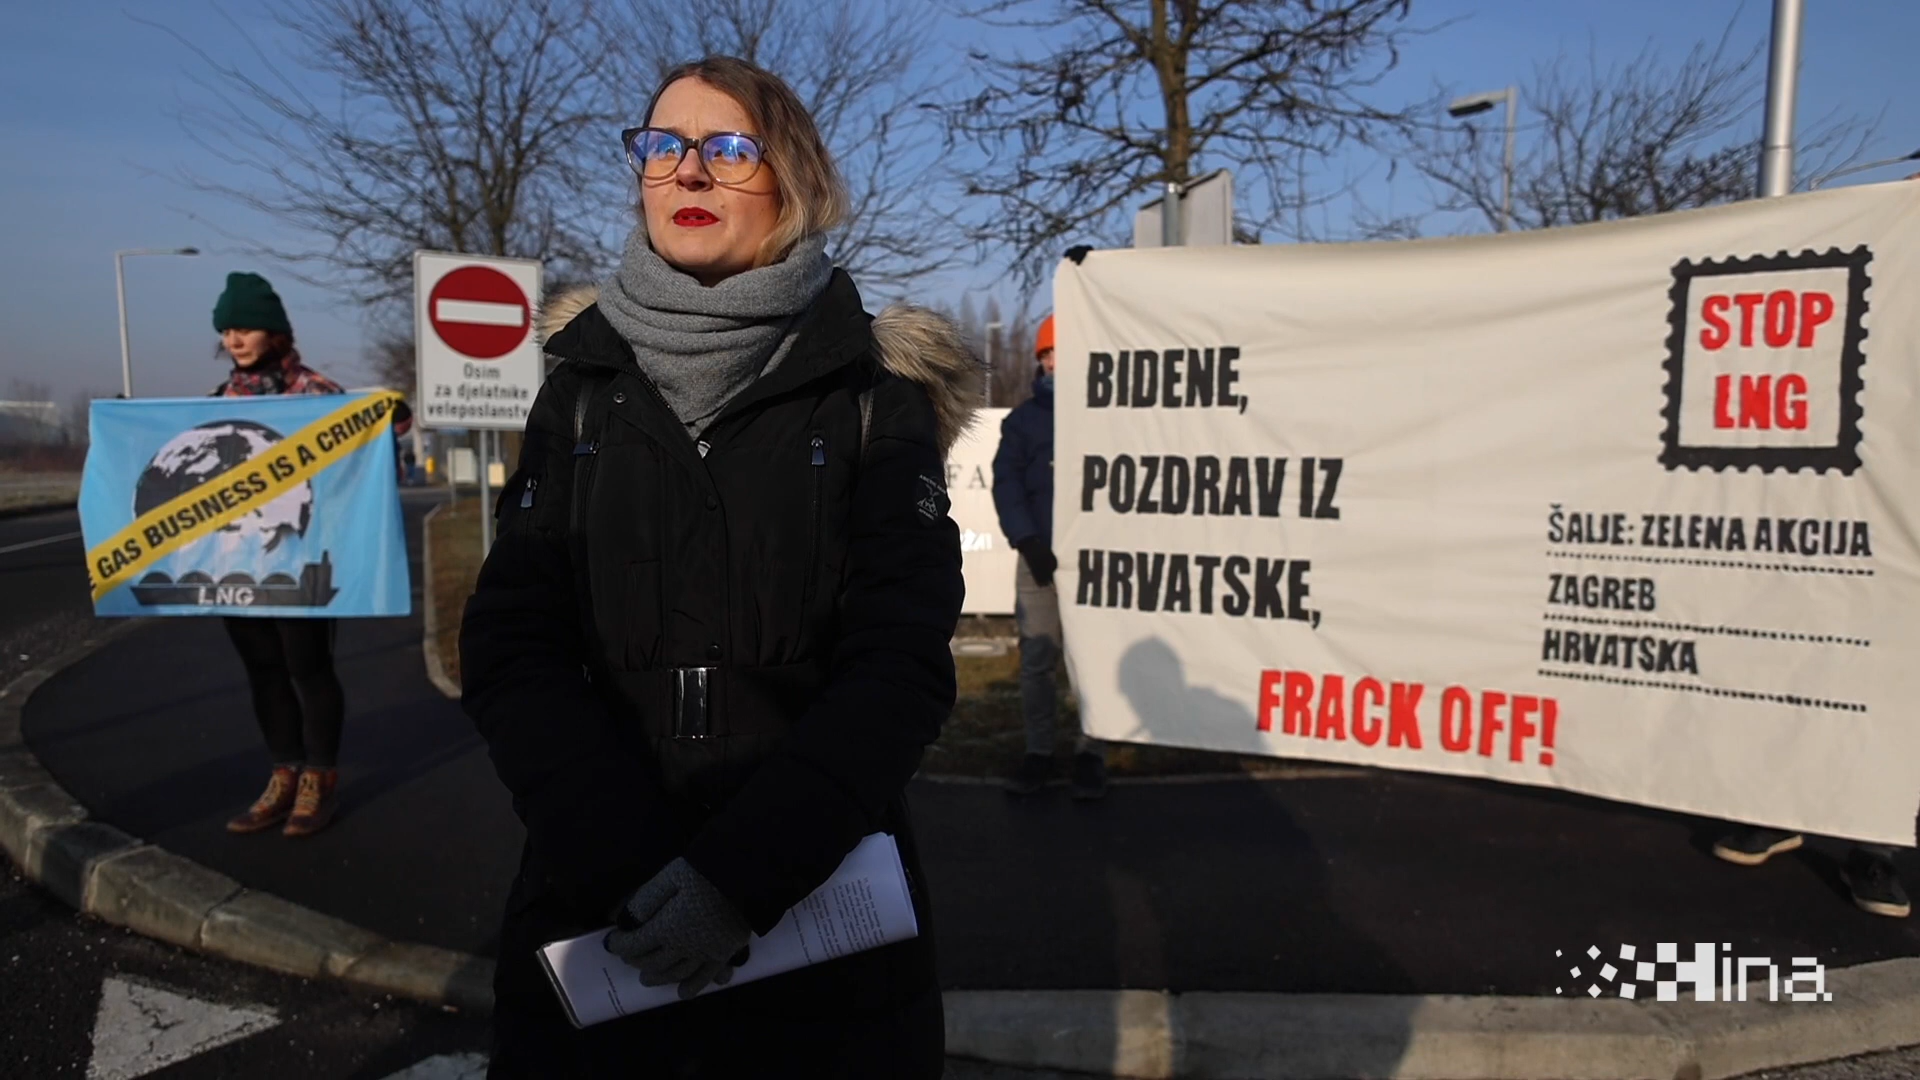 Osim
za djelatnike
veleposlanstv
GAS BUSINESS IS A CRIME
LNG
BIDENE,
POZDRAV IZ
HRVATSKE,
FRACK OFF!
STOP
LNG
ŠALJE: ZELENA AKCIJA
ZAGREB
HRVATSKA
Hina